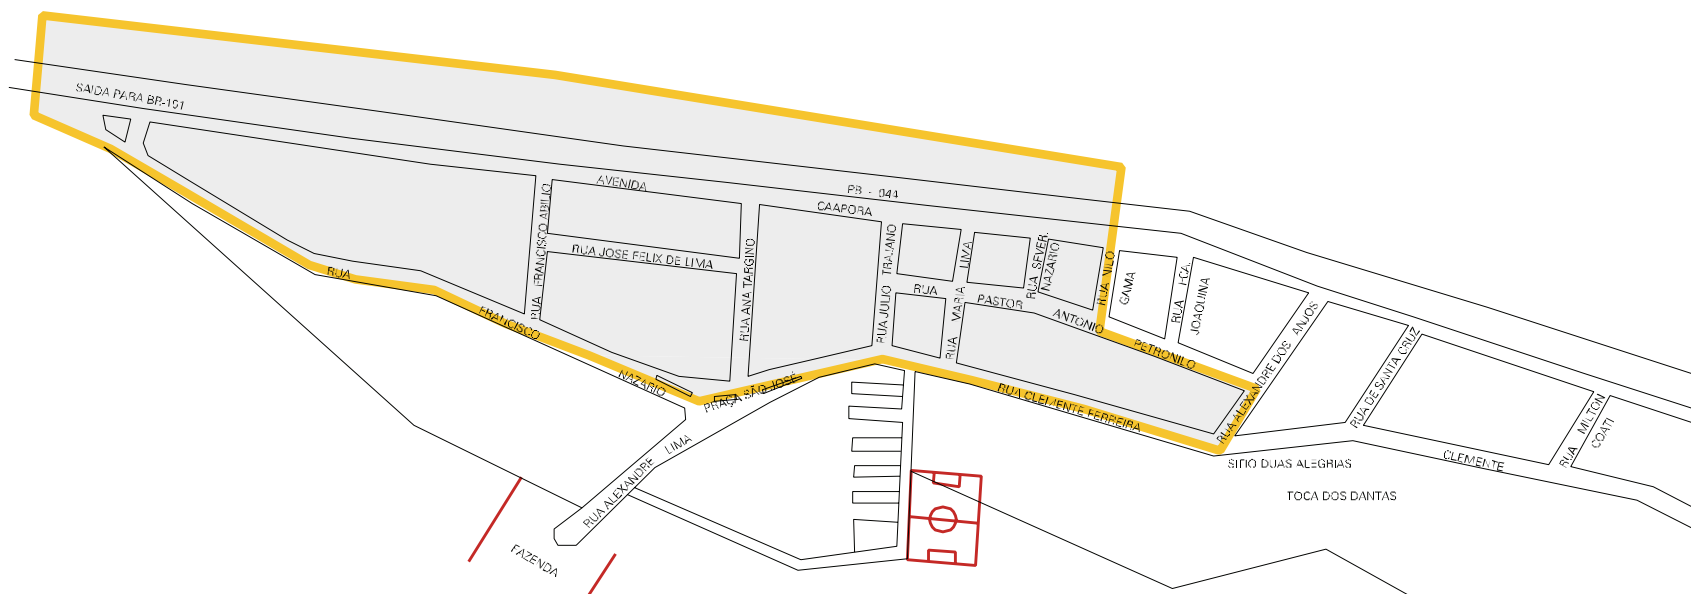 SAIDA PARA BR-101
AVENIDA
PB - 044
CAAPORA
RUA FRANCISCO ABILIO
RUA JOSE FELIX DE LIMA
RUA ANA TARGINO
RUA JULIO TRAJANO
RUA MARIA LIMA
RUA SEVER.
NAZARIO
RUA NILO
GAMA
RUA
JOAQUINA
RUA PASTOR ANTONIO PETRONILO
RUA ALEXANDRE DOS ANJOS
RUA DE SANTA CRUZ
RUA MILTON
COATI
RUA FRANCISCO NAZARIO
PRAÇA SÃO JOSÉ
RUA CLEMENTE FERREIRA
CLEMENTE
SITIO DUAS ALEGRIAS
TOCA DOS DANTAS
RUA ALEXANDRE LIMA
FAZENDA